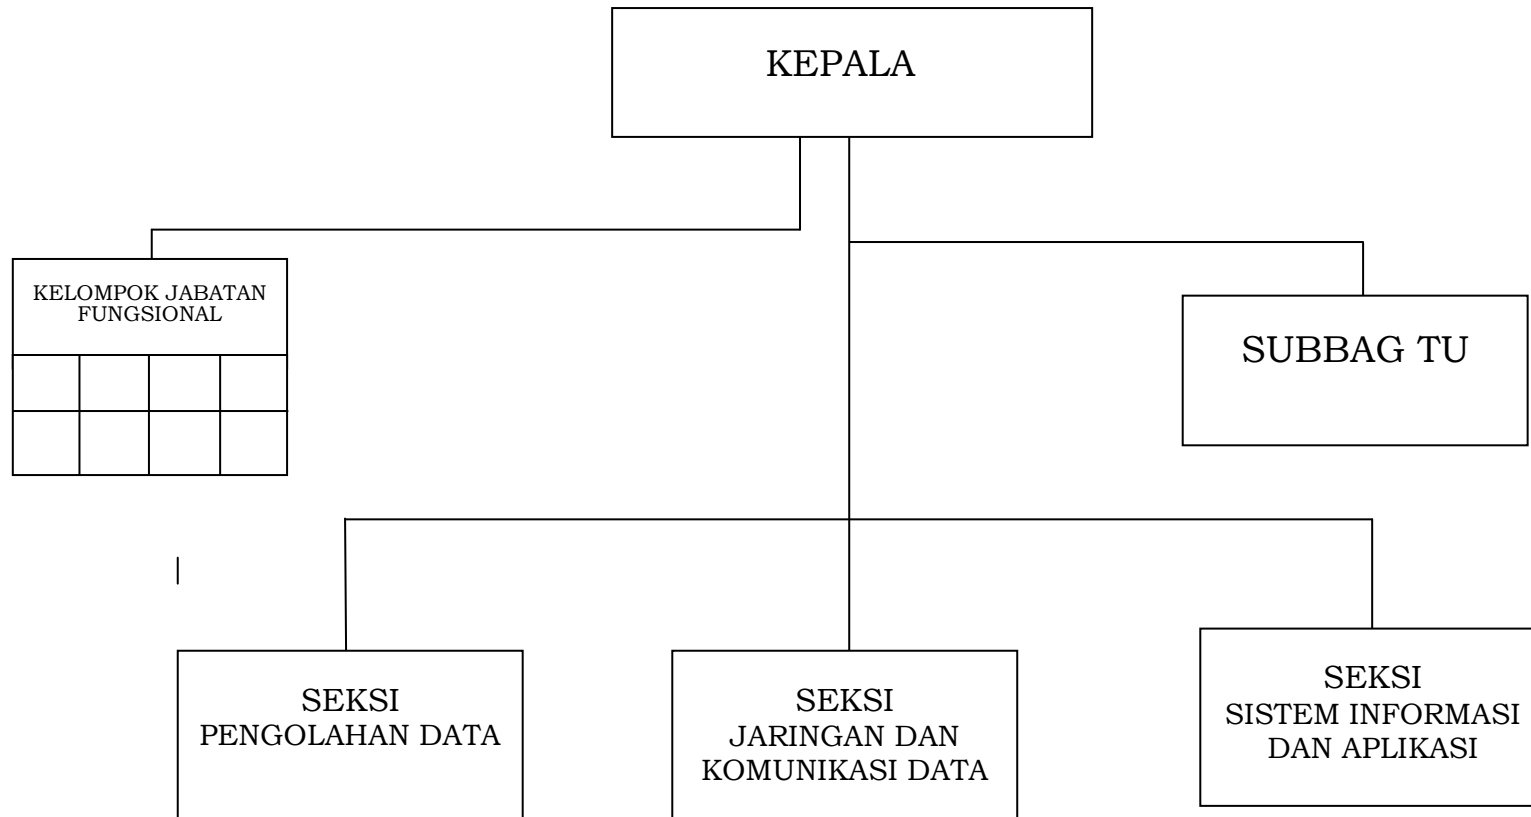 KEPALA
KELOMPOK JABATAN
FUNGSIONAL
SUBBAG TU
SEKSI
PENGOLAHAN DATA
SEKSI
JARINGAN DAN
KOMUNIKASI DATA
SEKSI
SISTEM INFORMASI
DAN APLIKASI